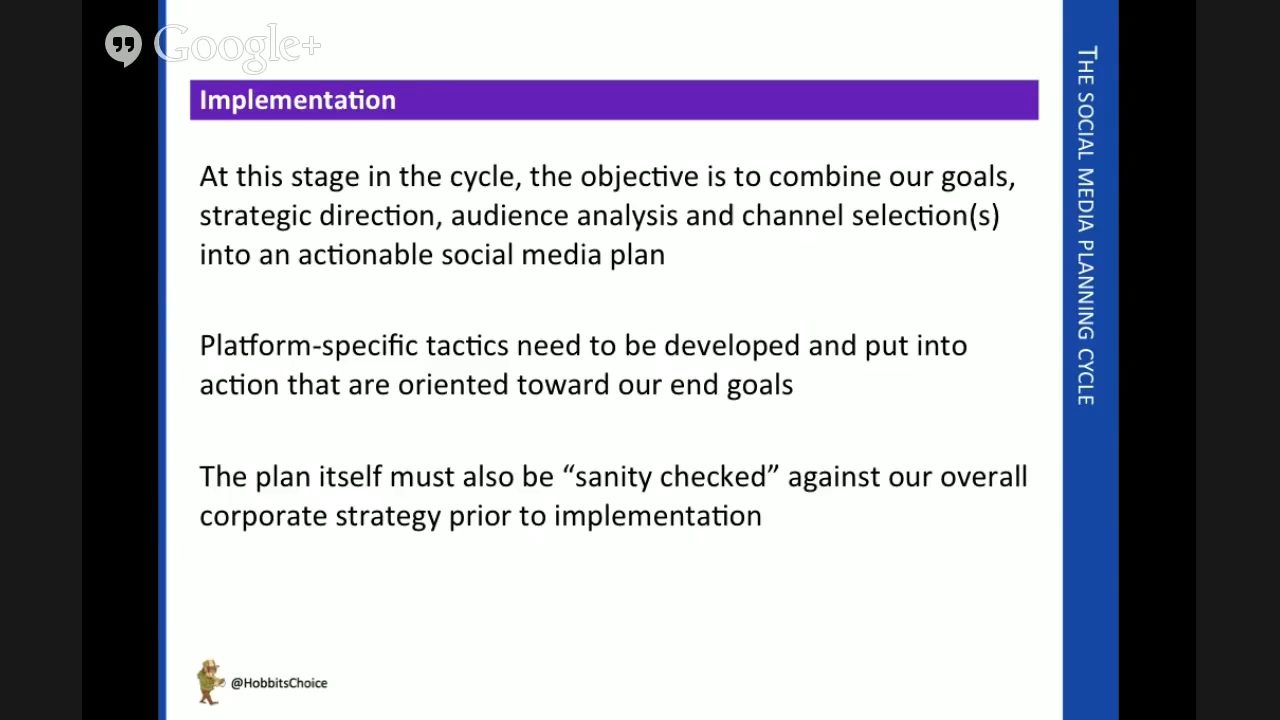 Google+
Implementation
At this stage in the cycle, the objective is to combine our goals,
strategic direction, audience analysis and channel selection(s)
into an actionable social media plan
Platform-specific tactics need to be developed and put into
action that are oriented toward our end goals
The plan itself must also be “sanity checked” against our overall
corporate strategy prior to implementation
@HobbitsChoice
THE SOCIAL MEDIA PLANNING CYCLE